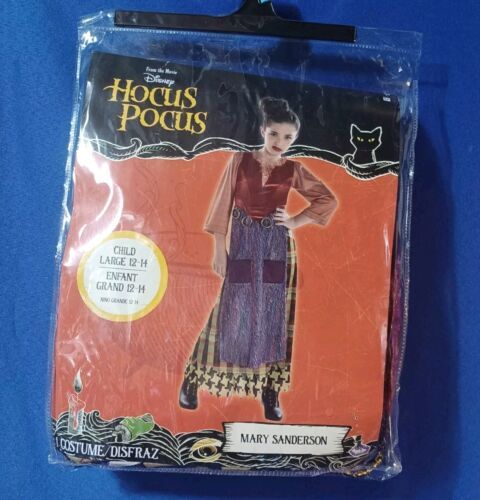 From the Movie
Disney
HOCUS
POCUS
CHILD
LARGE 12-14
ENFANT
GRAND 12-14
NIÑO GRANDE 12-14
COSTUME/DISFRAZ
MARY SANDERSON